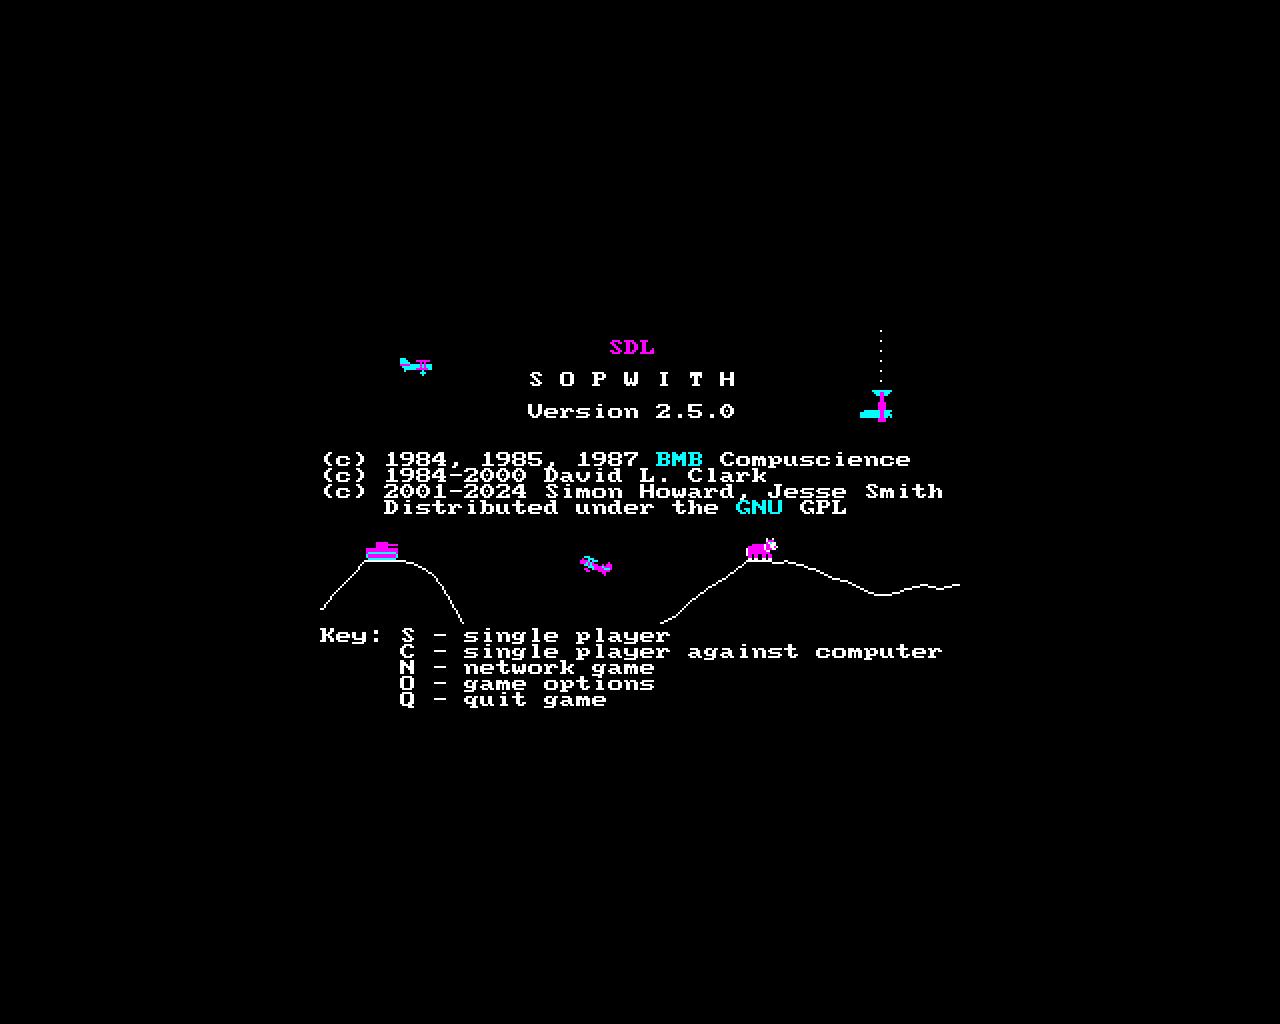 SDL
S O P W I T H
Version 2.5.0
(c) 1984, 1985, 1987 BMB Compuscience
(c) 1984-2000 David L. Clark
(c) 2001-2024 Simon Howard, Jesse Smith
Distributed under the GNU GPL
Key: S - single player
C - single player against computer
N - network game
O - game options
Q - quit game